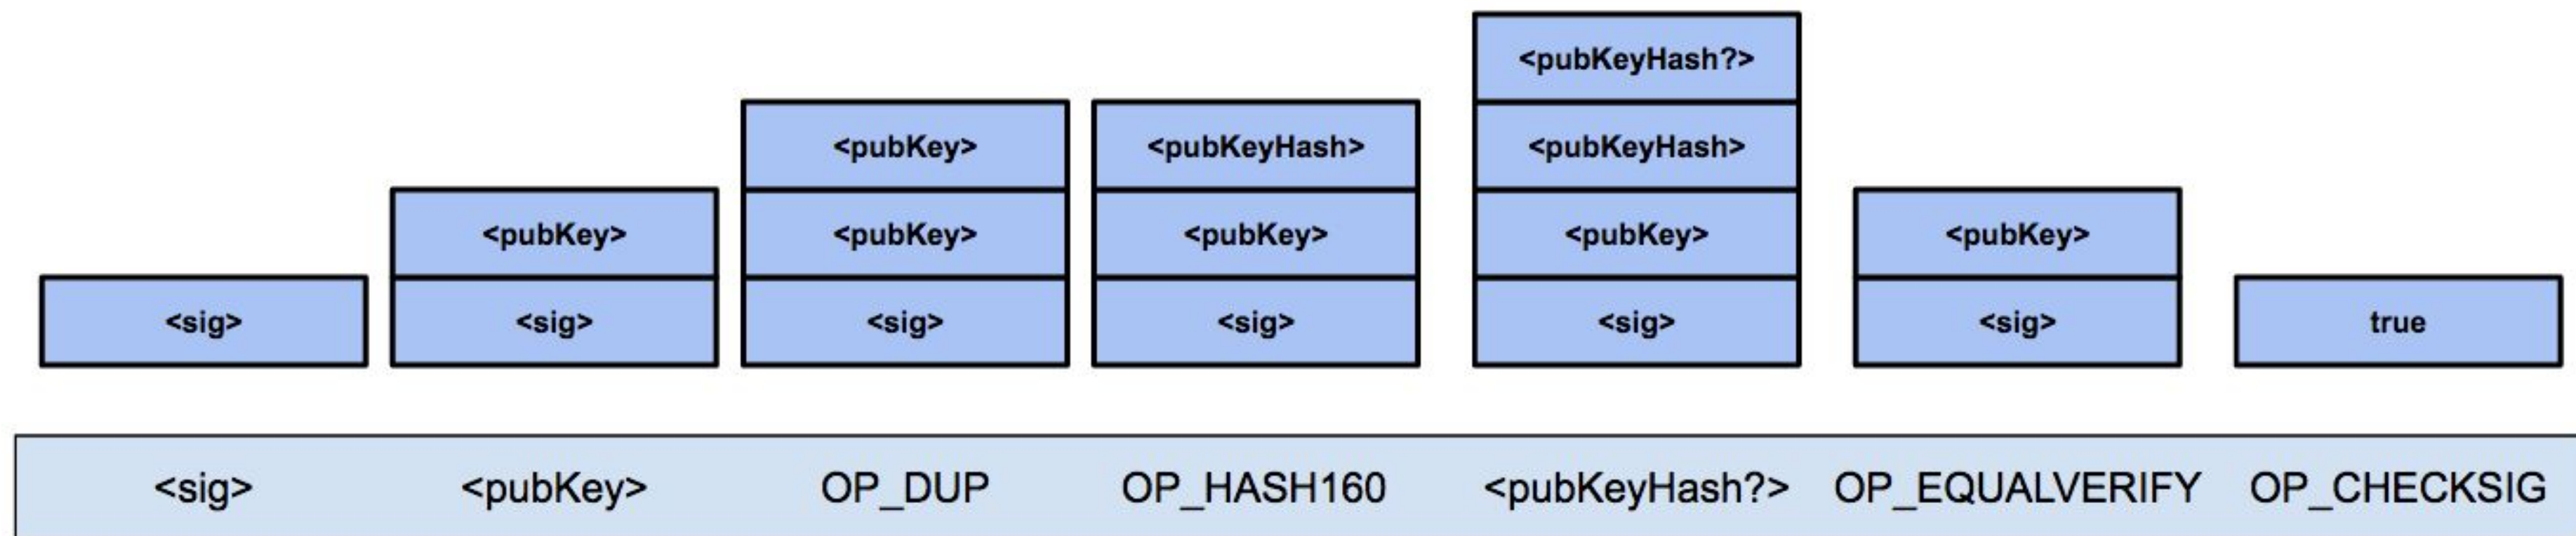 <pubKeyHash?>
<pubKey> <pubKeyHash> <pubKeyHash>
<pubKey> <pubKey> <pubKey> <pubKey> <pubKey>
<sig> <sig> <sig> <sig> <sig> <sig> true
<sig> <pubKey> OP_DUP OP_HASH160 <pubKeyHash?> OP_EQUALVERIFY OP_CHECKSIG